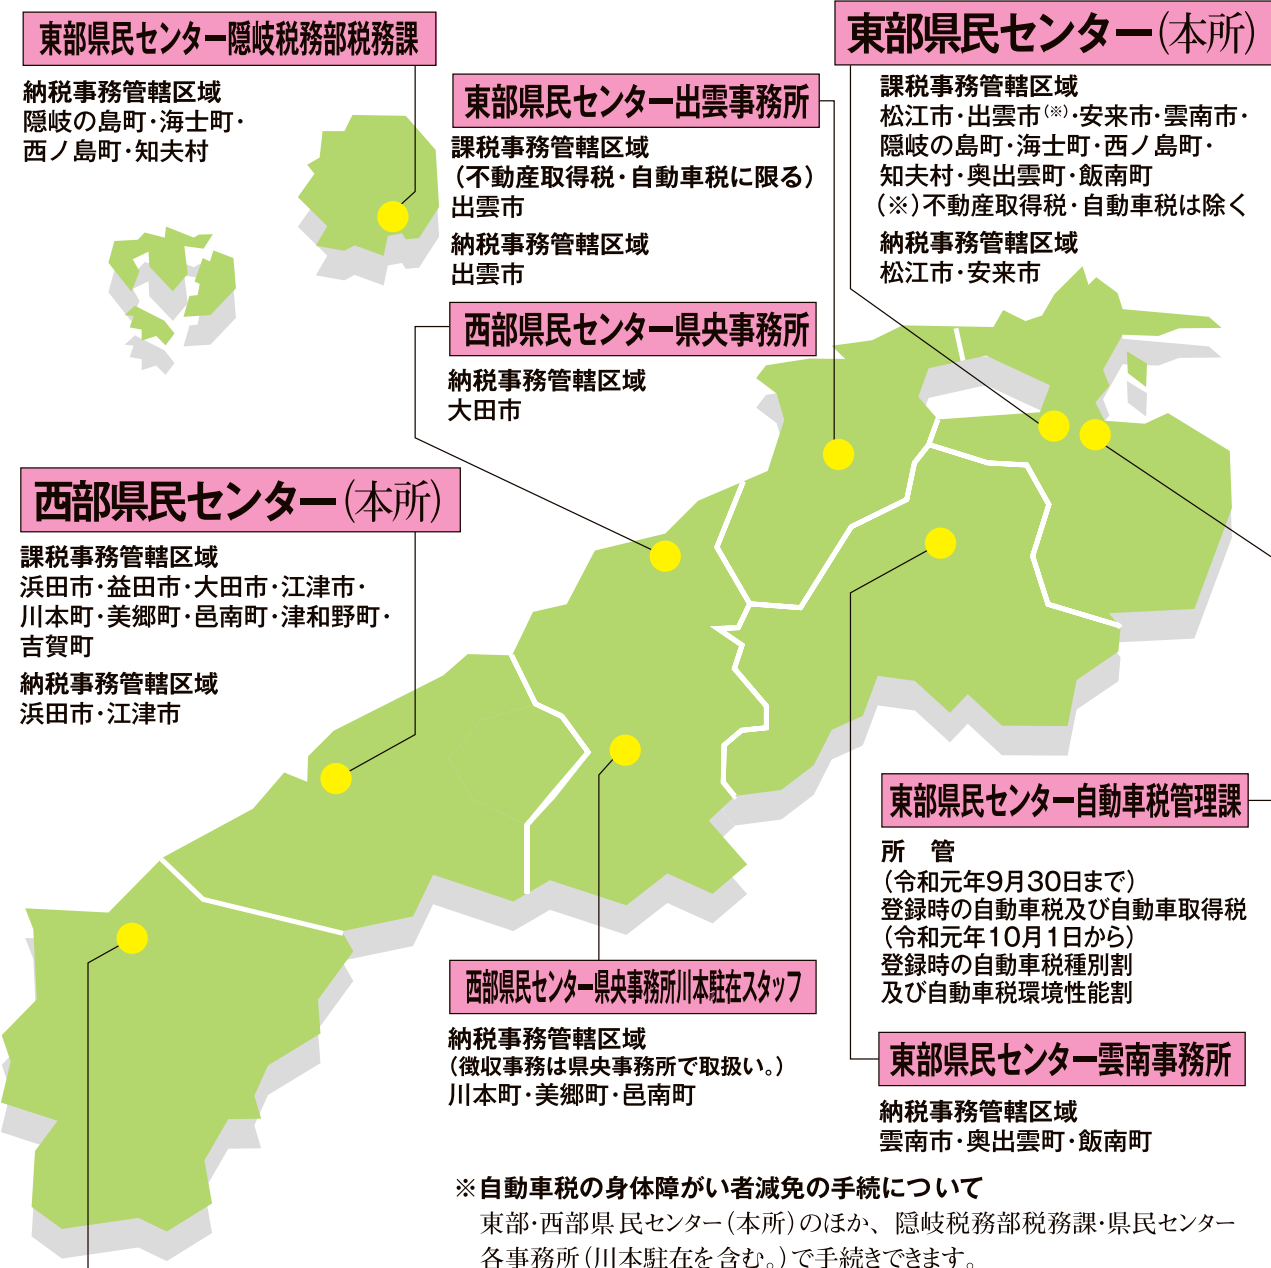 東部県民センター隠岐税務部税務課
納税事務管轄区域
隠岐の島町・海士町・
西ノ島町・知夫村
東部県民センター出雲事務所
課税事務管轄区域
（不動産取得税・自動車税に限る）
出雲市
納税事務管轄区域
出雲市
東部県民センター（本所）
課税事務管轄区域
松江市・出雲市（※）・安来市・雲南市・
隠岐の島町・海士町・西ノ島町・
知夫村・奥出雲町・飯南町
（※）不動産取得税・自動車税は除く
納税事務管轄区域
松江市・安来市
西部県民センター県央事務所
納税事務管轄区域
大田市
西部県民センター（本所）
課税事務管轄区域
浜田市・益田市・大田市・江津市・
川本町・美郷町・邑南町・津和野町・
吉賀町
納税事務管轄区域
浜田市・江津市
東部県民センター自動車税管理課
所　管
（令和元年9月30日まで）
登録時の自動車税及び自動車取得税
（令和元年10月1日から）
登録時の自動車税種別割
及び自動車税環境性能割
西部県民センター県央事務所川本駐在スタッフ
納税事務管轄区域
（徴収事務は県央事務所で取扱い。）
川本町・美郷町・邑南町
東部県民センター雲南事務所
納税事務管轄区域
雲南市・奥出雲町・飯南町
※自動車税の身体障がい者減免の手続について
東部・西部県民センター（本所）のほか、隠岐税務部税務課・県民センター
各事務所（川本駐在を含む。）で手続きできます。